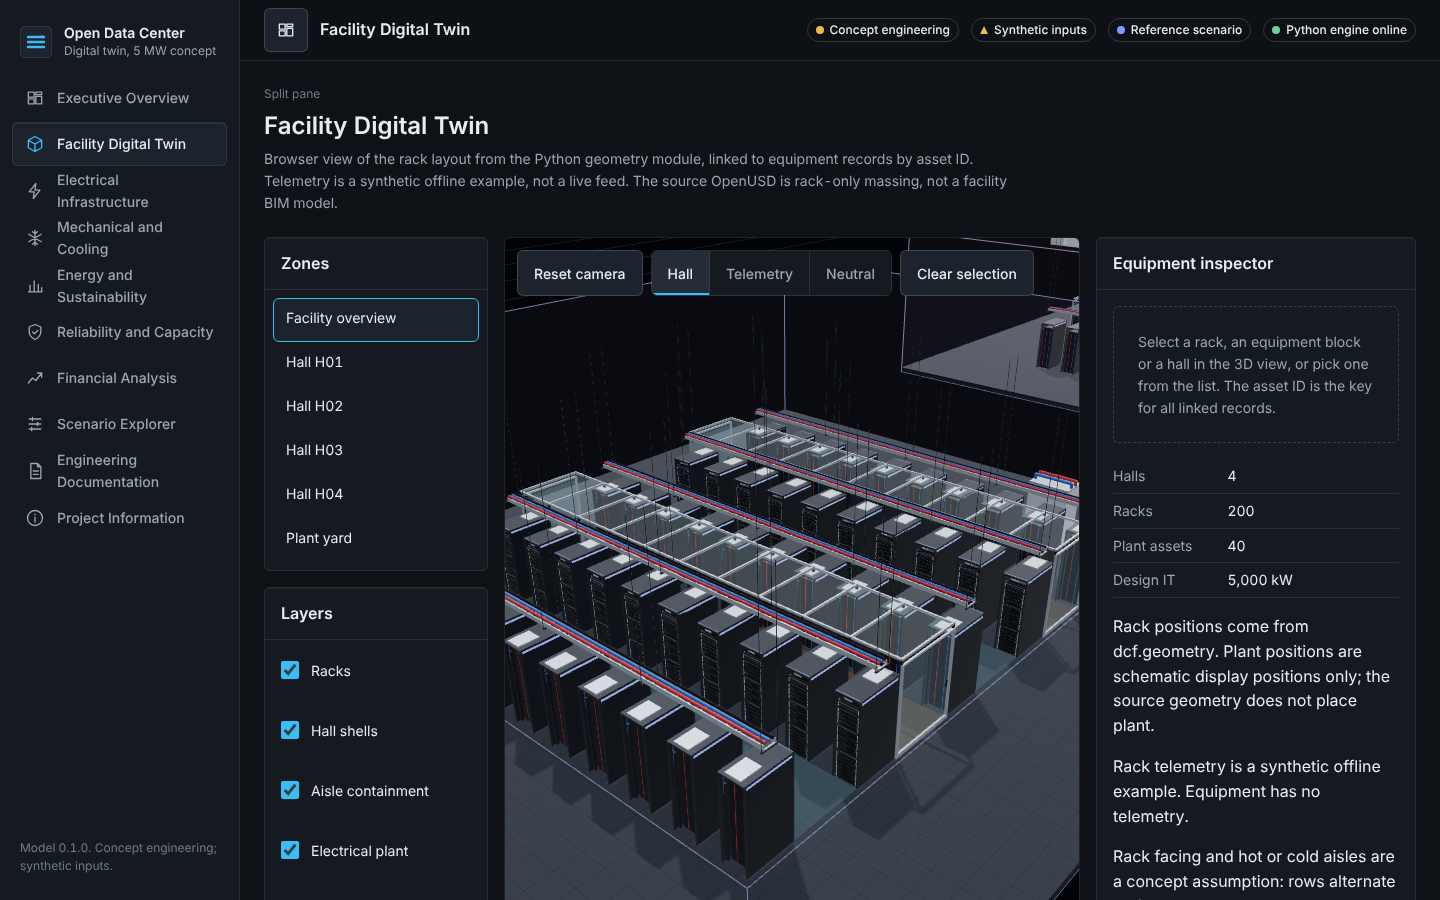 Open Data Center
Digital twin, 5 MW concept
Executive Overview
Facility Digital Twin
Electrical
Infrastructure
Mechanical and
Cooling
Energy and
Sustainability
Reliability and Capacity
Financial Analysis
Scenario Explorer
Engineering
Documentation
Project Information
Model 0.1.0. Concept engineering;
synthetic inputs.
Facility Digital Twin
Concept engineering
Synthetic inputs
Reference scenario
Python engine online
Split pane
Facility Digital Twin
Browser view of the rack layout from the Python geometry module, linked to equipment records by asset ID.
Telemetry is a synthetic offline example, not a live feed. The source OpenUSD is rack-only massing, not a facility
BIM model.
Zones
Facility overview
Hall H01
Hall H02
Hall H03
Hall H04
Plant yard
Layers
Racks
Hall shells
Aisle containment
Electrical plant
Reset camera
Hall
Telemetry
Neutral
Clear selection
Equipment inspector
Select a rack, an equipment block
or a hall in the 3D view, or pick one
from the list. The asset ID is the key
for all linked records.
Halls 4
Racks 200
Plant assets 40
Design IT 5,000 kW
Rack positions come from
dcf.geometry. Plant positions are
schematic display positions only; the
source geometry does not place
plant.
Rack telemetry is a synthetic offline
example. Equipment has no
telemetry.
Rack facing and hot or cold aisles are
a concept assumption: rows alternate